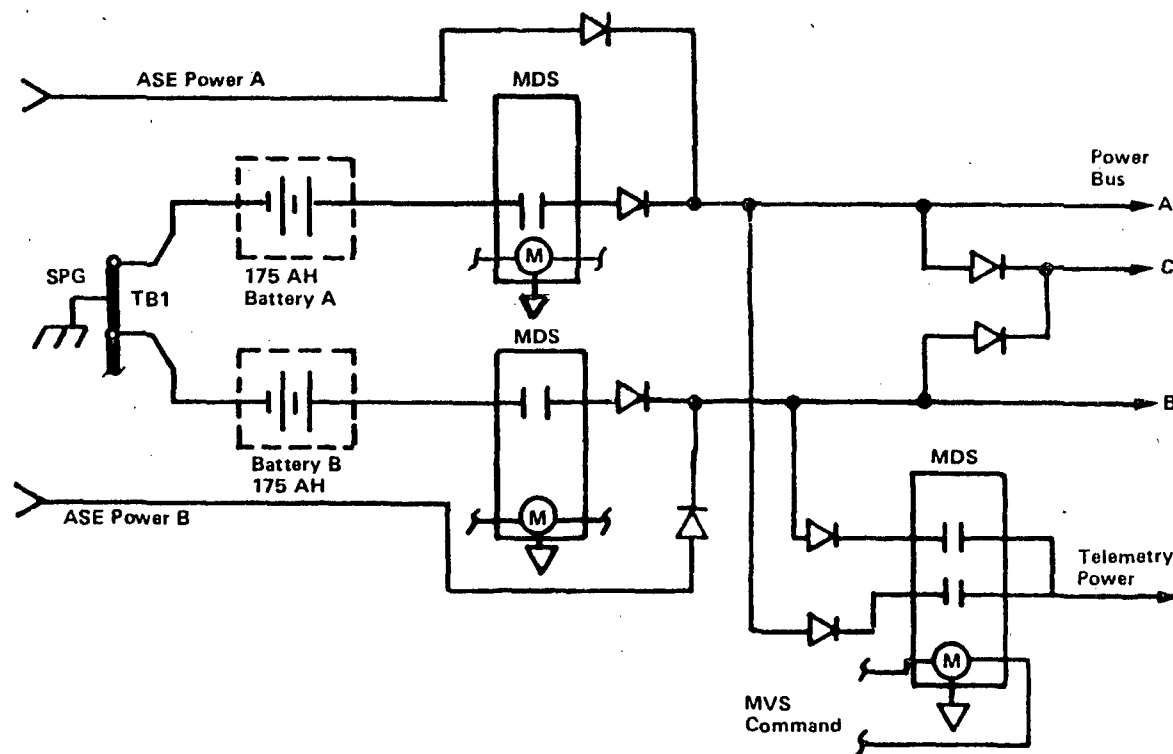 ASE Power A
MDS
Power
Bus
A
SPG
TB1
175 AH
Battery A
M
C
MDS
B
Battery B
175 AH
MDS
ASE Power B
M
Telemetry
Power
M
MVS
Command